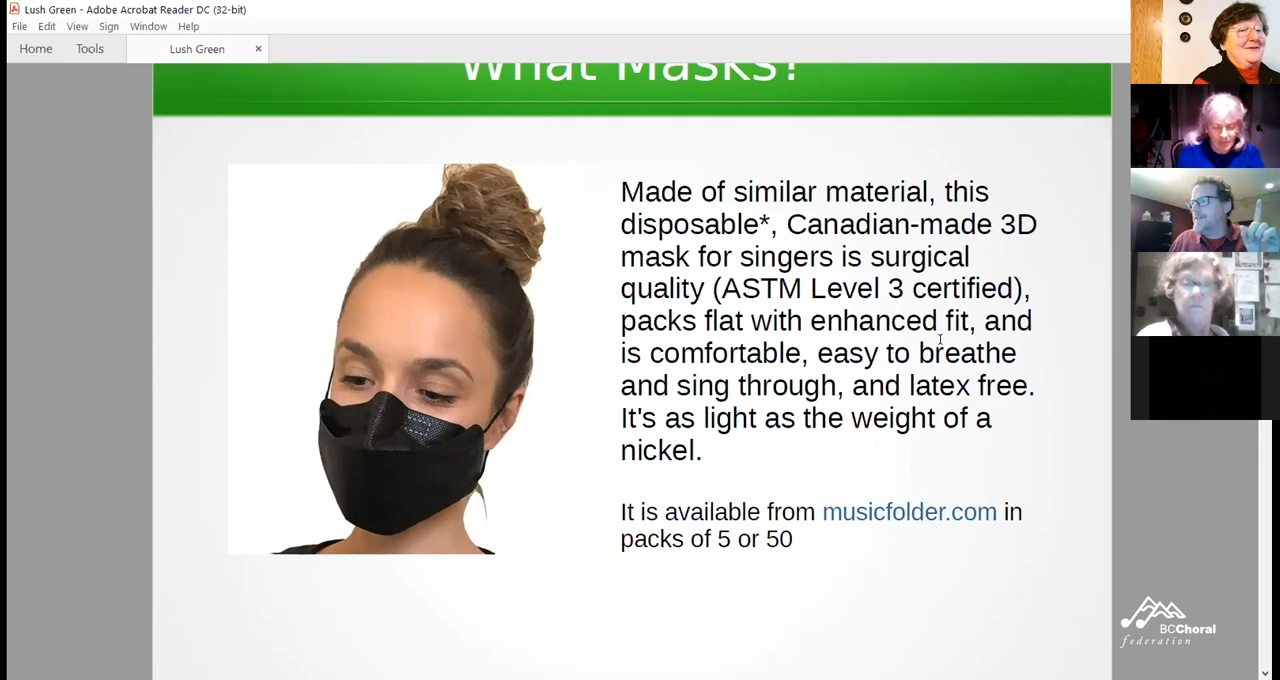 Lush Green - Adobe Acrobat Reader DC (32-bit)
File Edit View Sign Window Help
Home Tools Lush Green ×
What Masks?
Made of similar material, this
disposable*, Canadian-made 3D
mask for singers is surgical
quality (ASTM Level 3 certified),
packs flat with enhanced fit, and
is comfortable, easy to breathe
and sing through, and latex free.
It's as light as the weight of a
nickel.
It is available from musicfolder.com in
packs of 5 or 50
BCChoral
federation